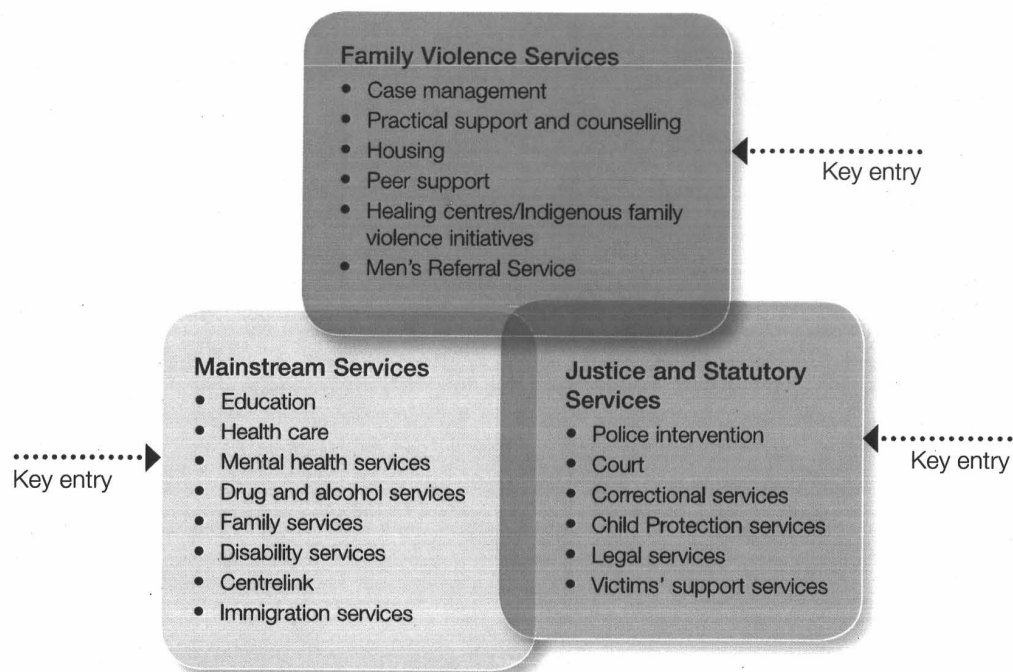 Family Violence Services
• Case management
• Practical support and counselling
• Housing
• Peer support
• Healing centres/Indigenous family
violence initiatives
• Men's Referral Service
Key entry
Mainstream Services
• Education
• Health care
• Mental health services
• Drug and alcohol services
• Family services
• Disability services
• Centrelink
• Immigration services
Key entry
Justice and Statutory
Services
• Police intervention
• Court
• Correctional services
• Child Protection services
• Legal services
• Victims' support services
Key entry